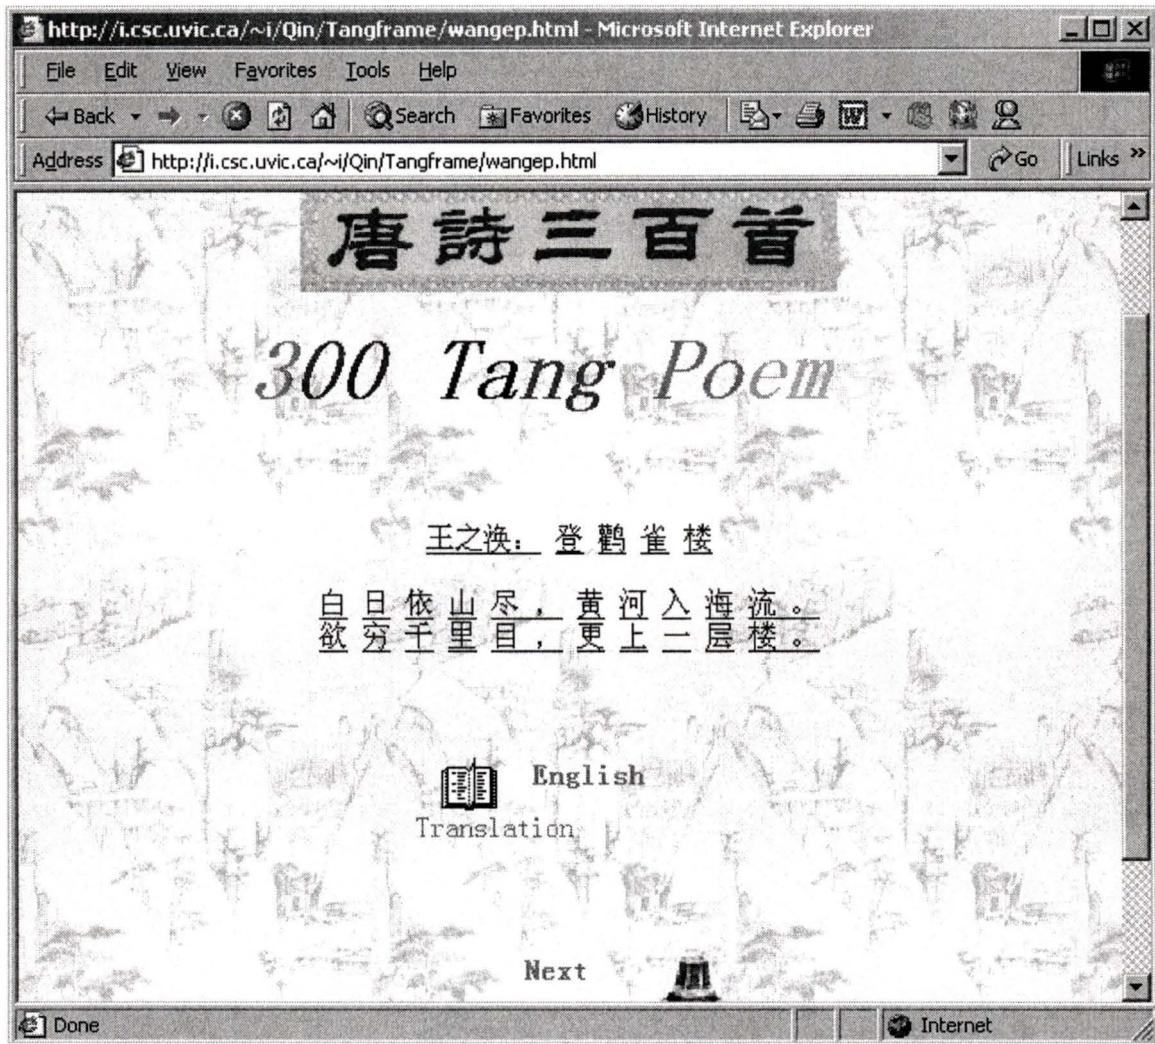 http://i.csc.uvic.ca/~i/Qin/Tangframe/wangep.html - Microsoft Internet Explorer
File Edit View Favorites Tools Help
Back Search Favorites History
Address http://i.csc.uvic.ca/~i/Qin/Tangframe/wangep.html Go Links »
唐詩三百首
300 Tang Poem
王之涣: 登 鹳 雀 楼
白 日 依 山 尽 , 黄 河 入 海 流 。
欲 穷 千 里 目 , 更 上 一 层 楼 。
English
Translation
Next
Done Internet